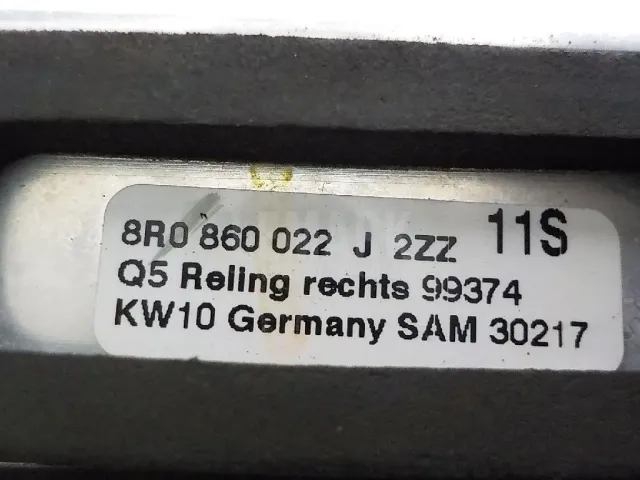 8R0 860 022 J 2ZZ 11S
Q5 Reling rechts 99374
KW10 Germany SAM 30217